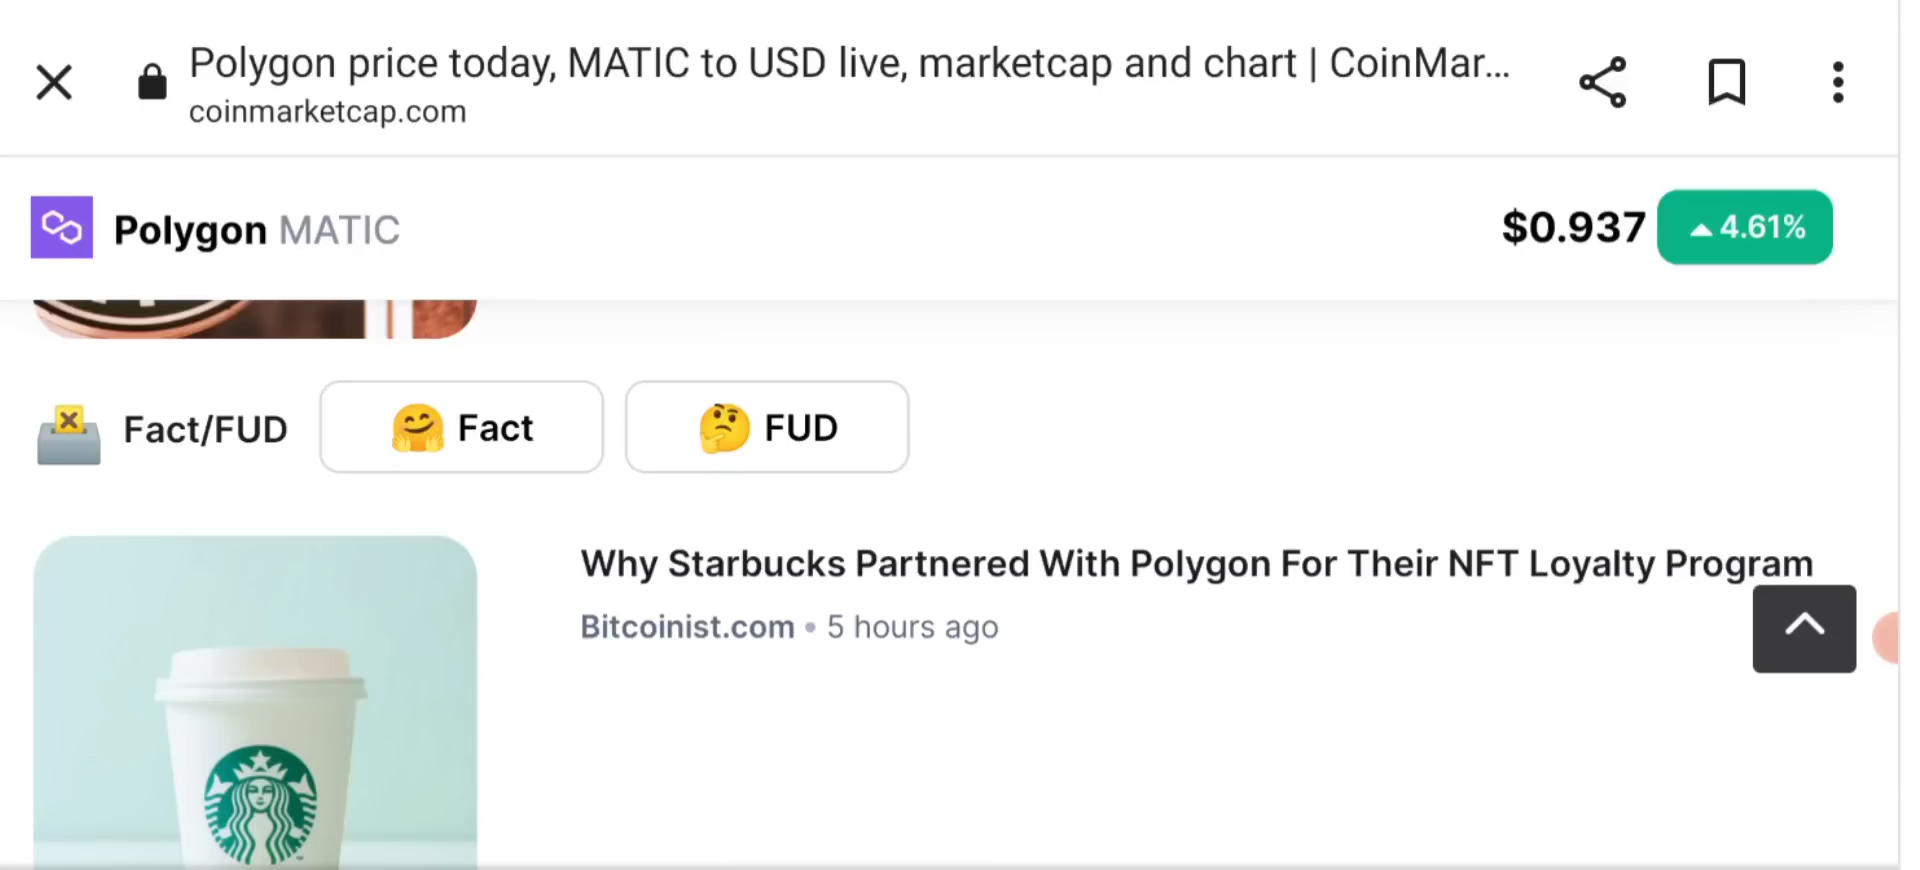 Polygon price today, MATIC to USD live, marketcap and chart | CoinMar...
coinmarketcap.com
Polygon MATIC
$0.937
4.61%
Fact/FUD
Fact
FUD
Why Starbucks Partnered With Polygon For Their NFT Loyalty Program
Bitcoinist.com • 5 hours ago